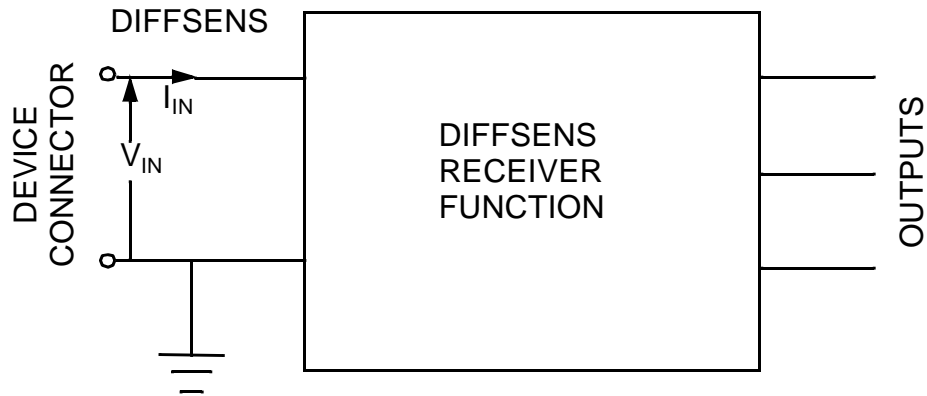 DIFFSENS
DEVICE
CONNECTOR
I_IN
V_IN
DIFFSENS
RECEIVER
FUNCTION
OUTPUTS